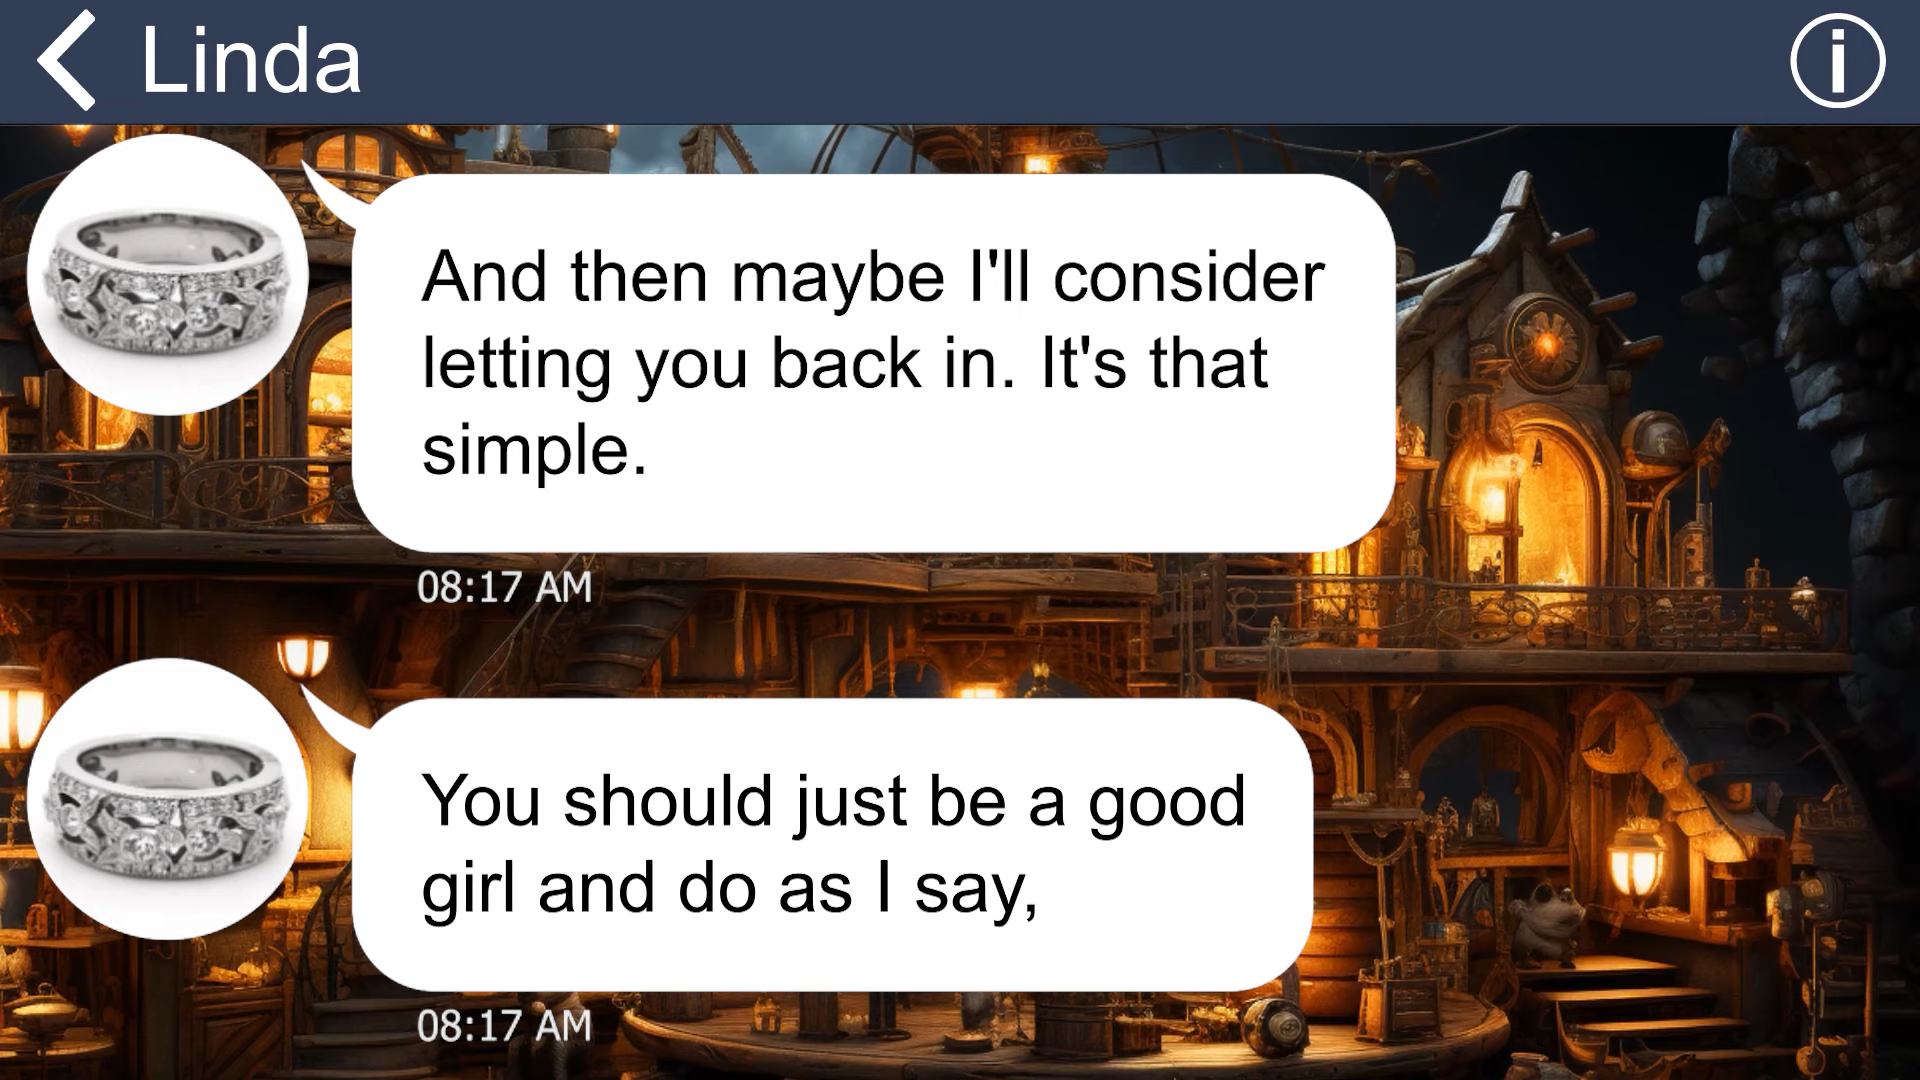 Linda
And then maybe I'll consider
letting you back in. It's that
simple.
08:17 AM
You should just be a good
girl and do as I say,
08:17 AM